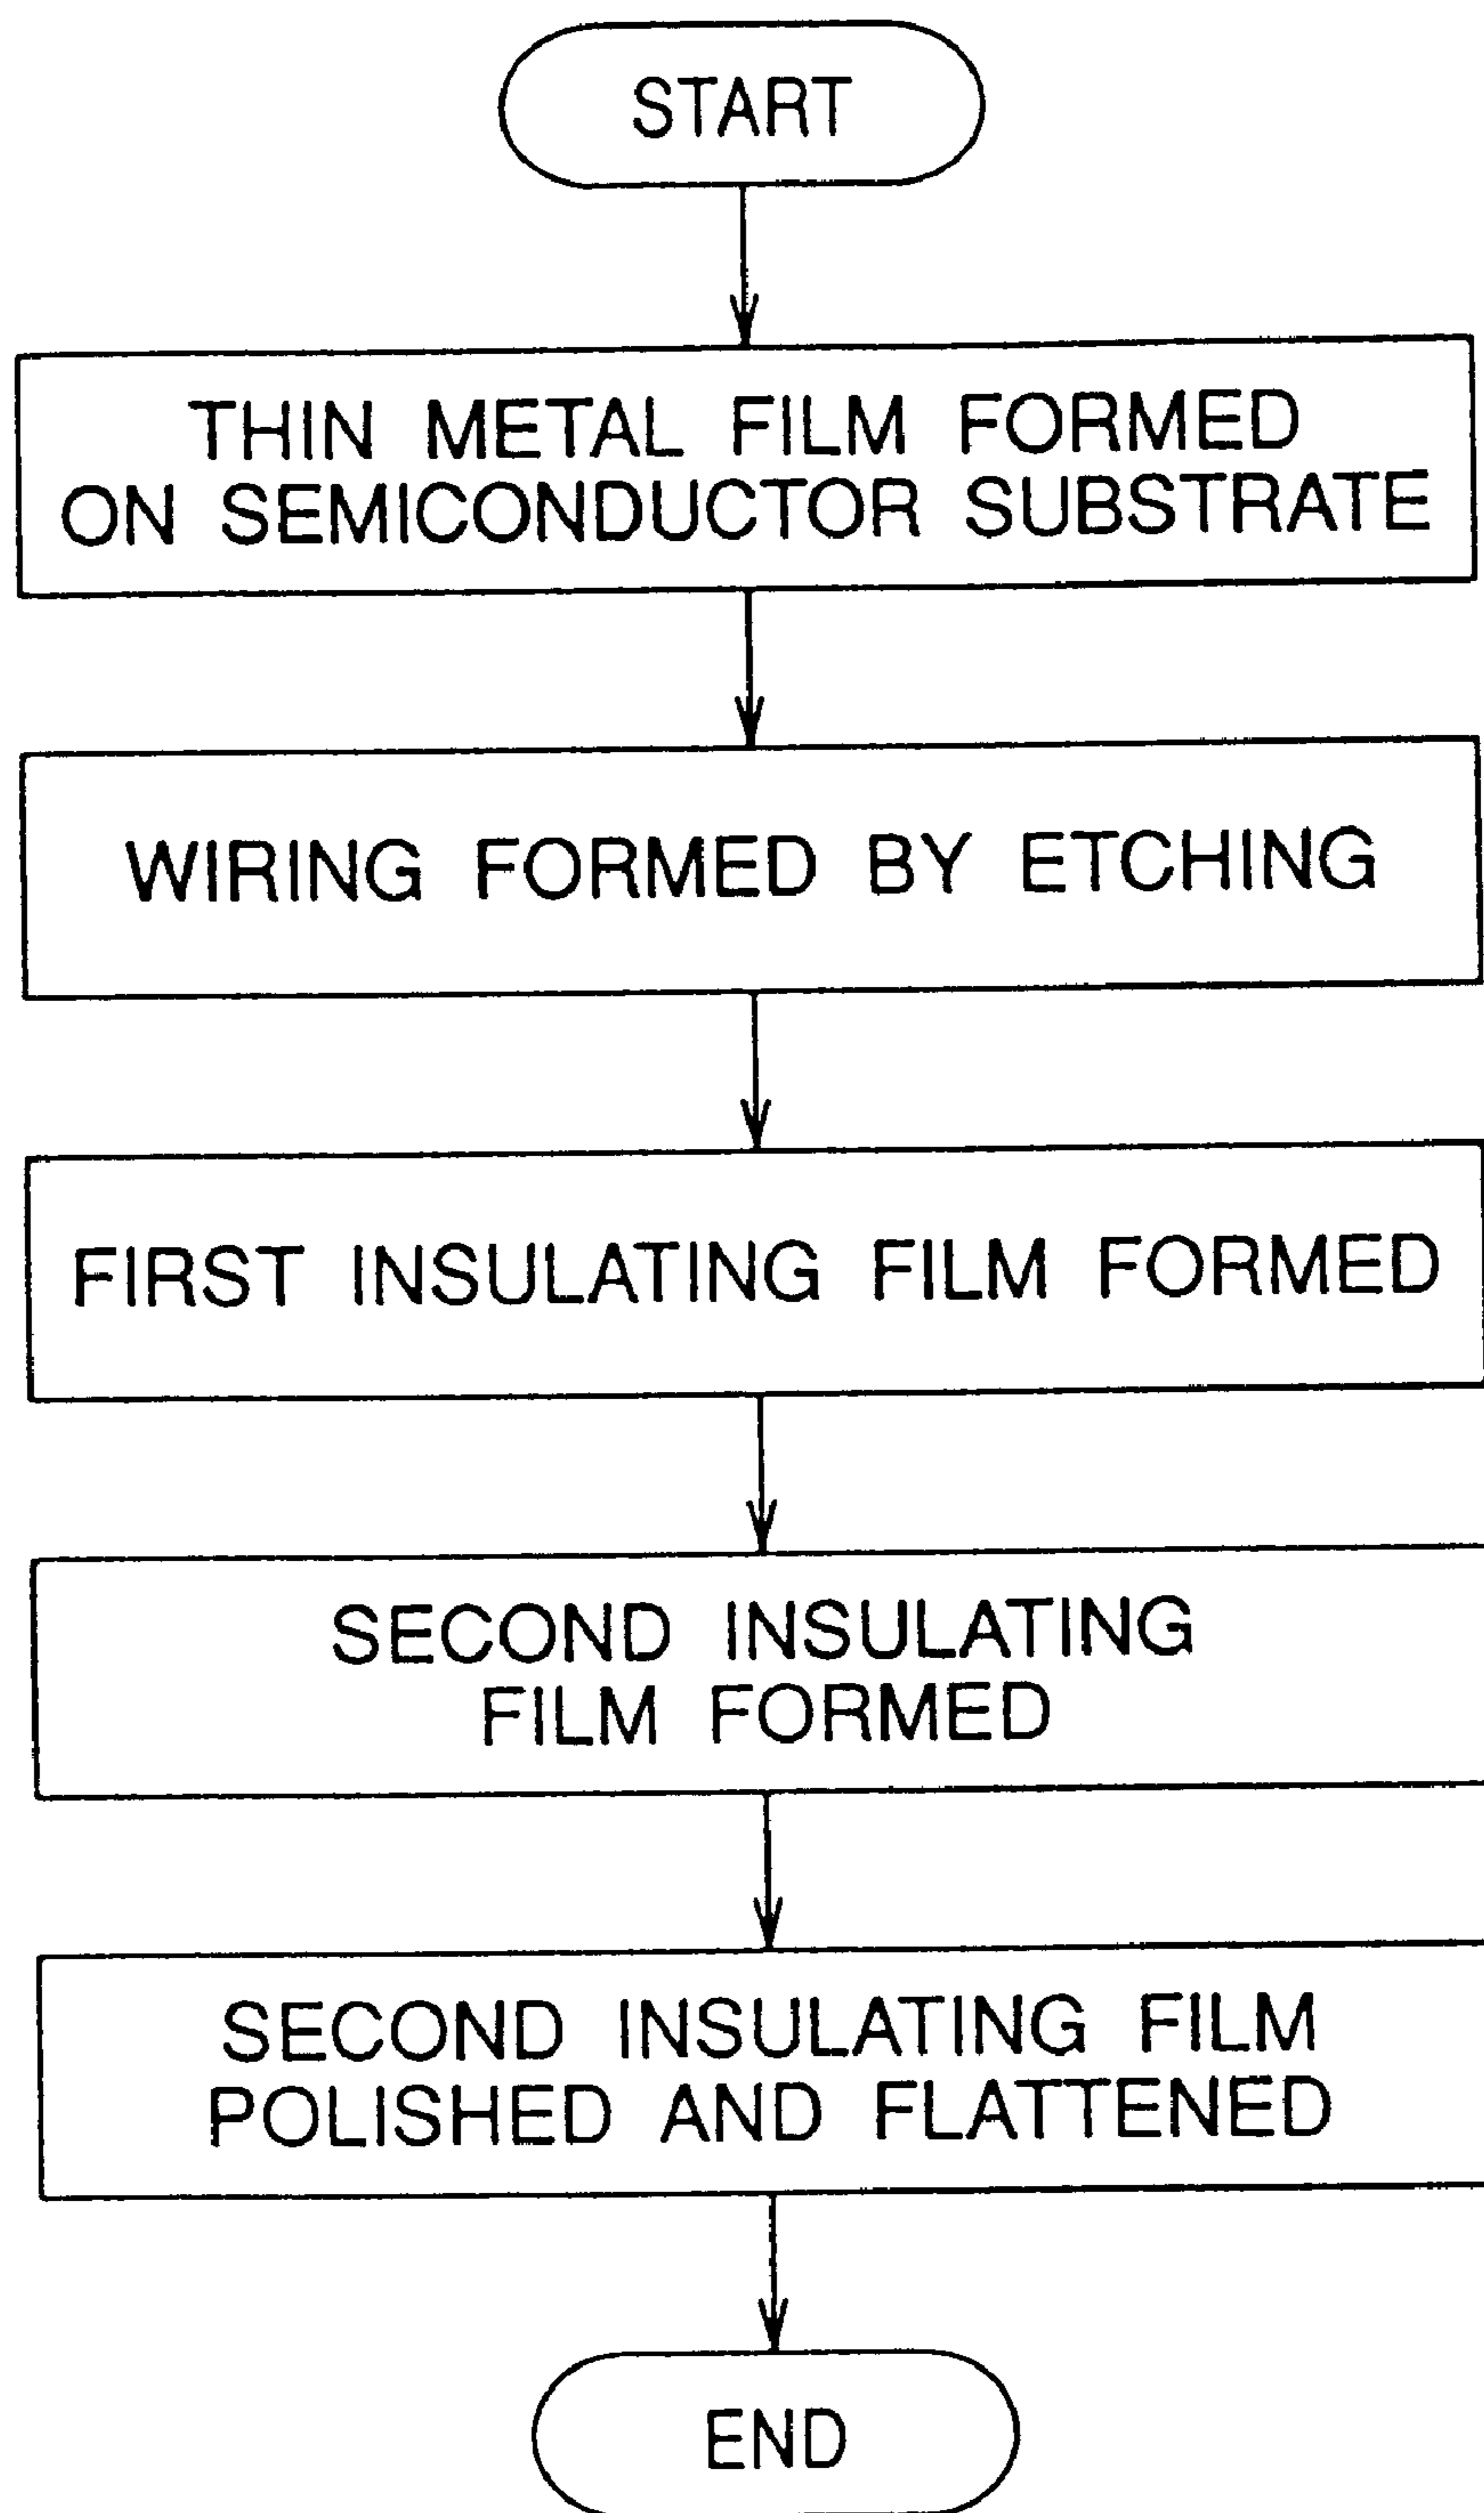 START
THIN METAL FILM FORMED
ON SEMICONDUCTOR SUBSTRATE
WIRING FORMED BY ETCHING
FIRST INSULATING FILM FORMED
SECOND INSULATING
FILM FORMED
SECOND INSULATING FILM
POLISHED AND FLATTENED
END